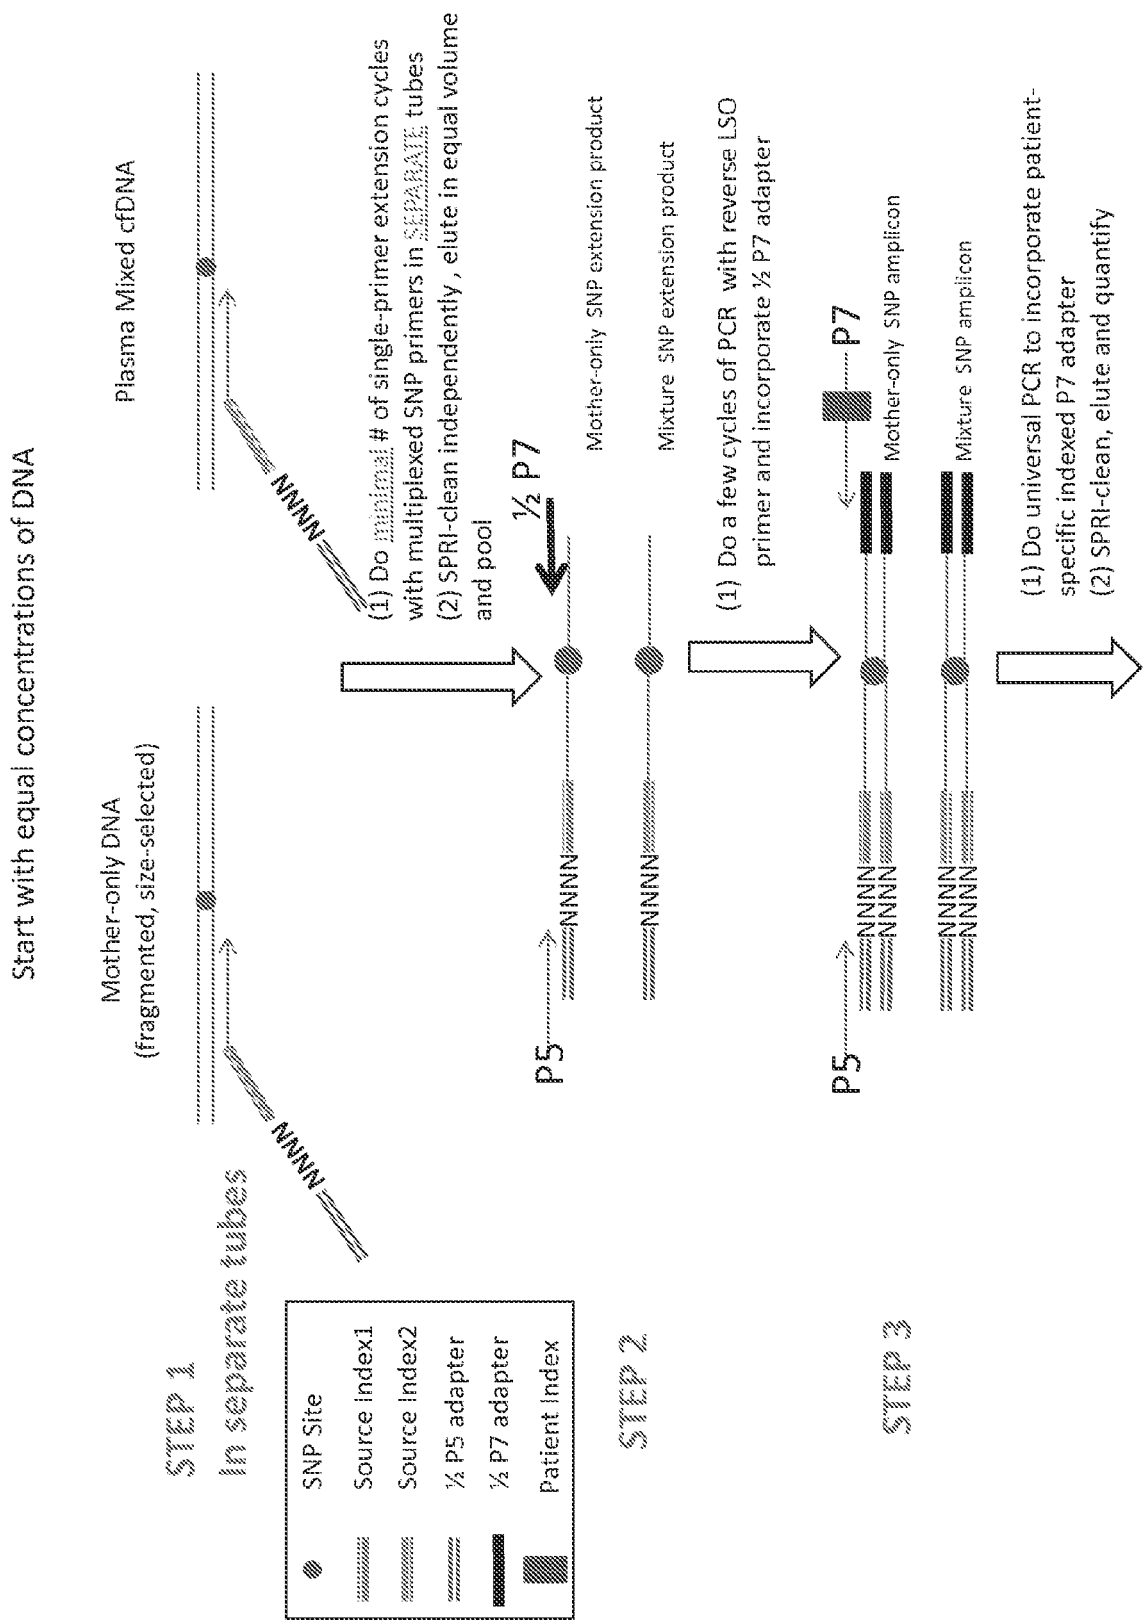 Start with equal concentrations of DNA
STEP 1
In separate tubes
Mother-only DNA
(fragmented, size-selected)
Plasma Mixed cfDNA
NNNN
NNNN
SNP Site
Source Index1
Source Index2
½ P5 adapter
½ P7 adapter
Patient Index
(1) Do minimal # of single-primer extension cycles
with multiplexed SNP primers in SEPARATE tubes
(2) SPRI-clean independently , elute in equal volume
and pool
STEP 2
P5
½ P7
NNNN
Mother-only SNP extension product
NNNN
Mixture SNP extension product
(1) Do a few cycles of PCR with reverse LSO
primer and incorporate ½ P7 adapter
STEP 3
P5
P7
NNNN
NNNN
Mother-only SNP amplicon
NNNN
NNNN
Mixture SNP amplicon
(1) Do universal PCR to incorporate patient-
specific indexed P7 adapter
(2) SPRI-clean, elute and quantify